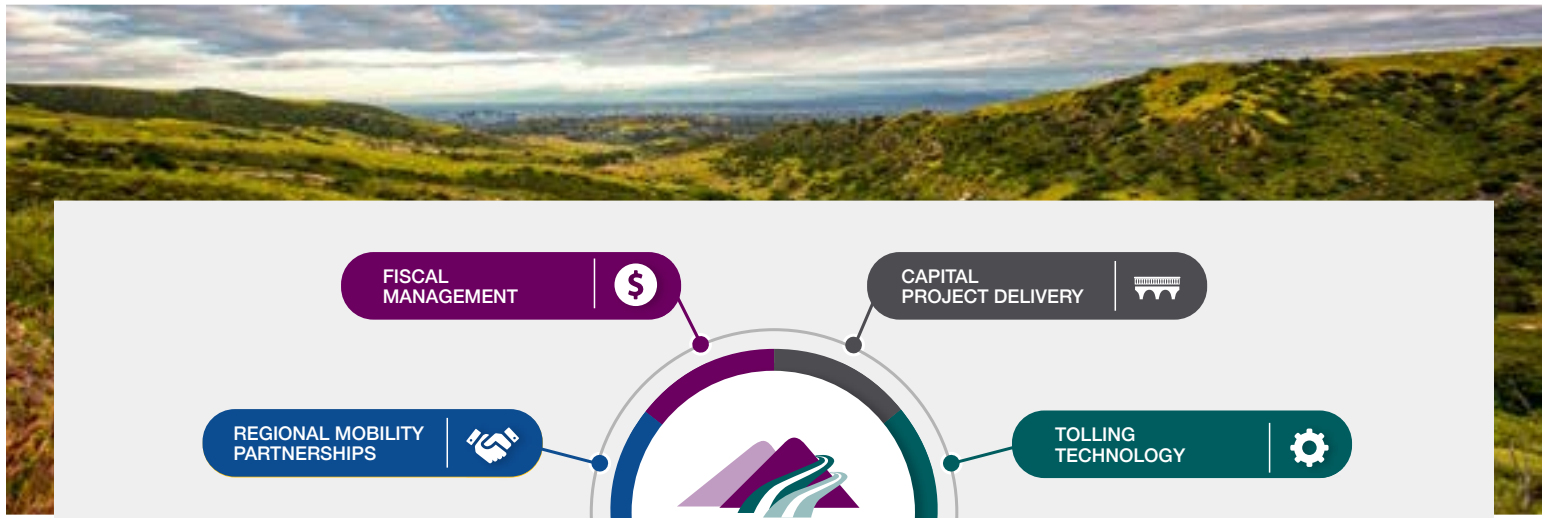 FISCAL
MANAGEMENT
CAPITAL
PROJECT DELIVERY
REGIONAL MOBILITY
PARTNERSHIPS
TOLLING
TECHNOLOGY